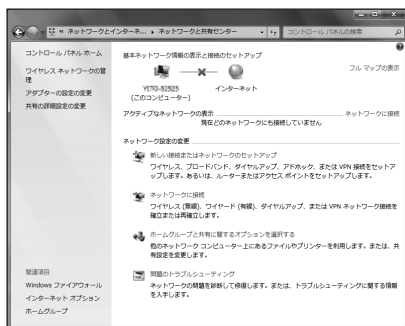 « ネットワークとインターネ... ▸ ネットワークと共有センター
コントロール パネルの検索
コントロール パネル ホーム
ワイヤレス ネットワークの管理
アダプターの設定の変更
共有の詳細設定の変更
基本ネットワーク情報の表示と接続のセットアップ
フル マップの表示
(このコンピューター)
インターネット
アクティブなネットワークの表示
ネットワークに接続
現在どのネットワークにも接続していません
ネットワーク設定の変更
新しい接続またはネットワークのセットアップ
ワイヤレス、ブロードバンド、ダイヤルアップ、アドホック、または VPN 接続をセットア
ップします。あるいは、ルーターまたはアクセス ポイントをセットアップします。
ネットワークに接続
ワイヤレス (無線)、ワイヤード (有線)、ダイヤルアップ、または VPN ネットワーク接続を
確立または再確立します。
ホームグループと共有に関するオプションを選択する
他のネットワーク コンピューター上にあるファイルやプリンターを利用します。または、共
有設定を変更します。
問題のトラブルシューティング
ネットワークの問題を診断して修復します。または、トラブルシューティングに関する情報
を入手します。
関連項目
Windows ファイアウォール
インターネット オプション
ホームグループ